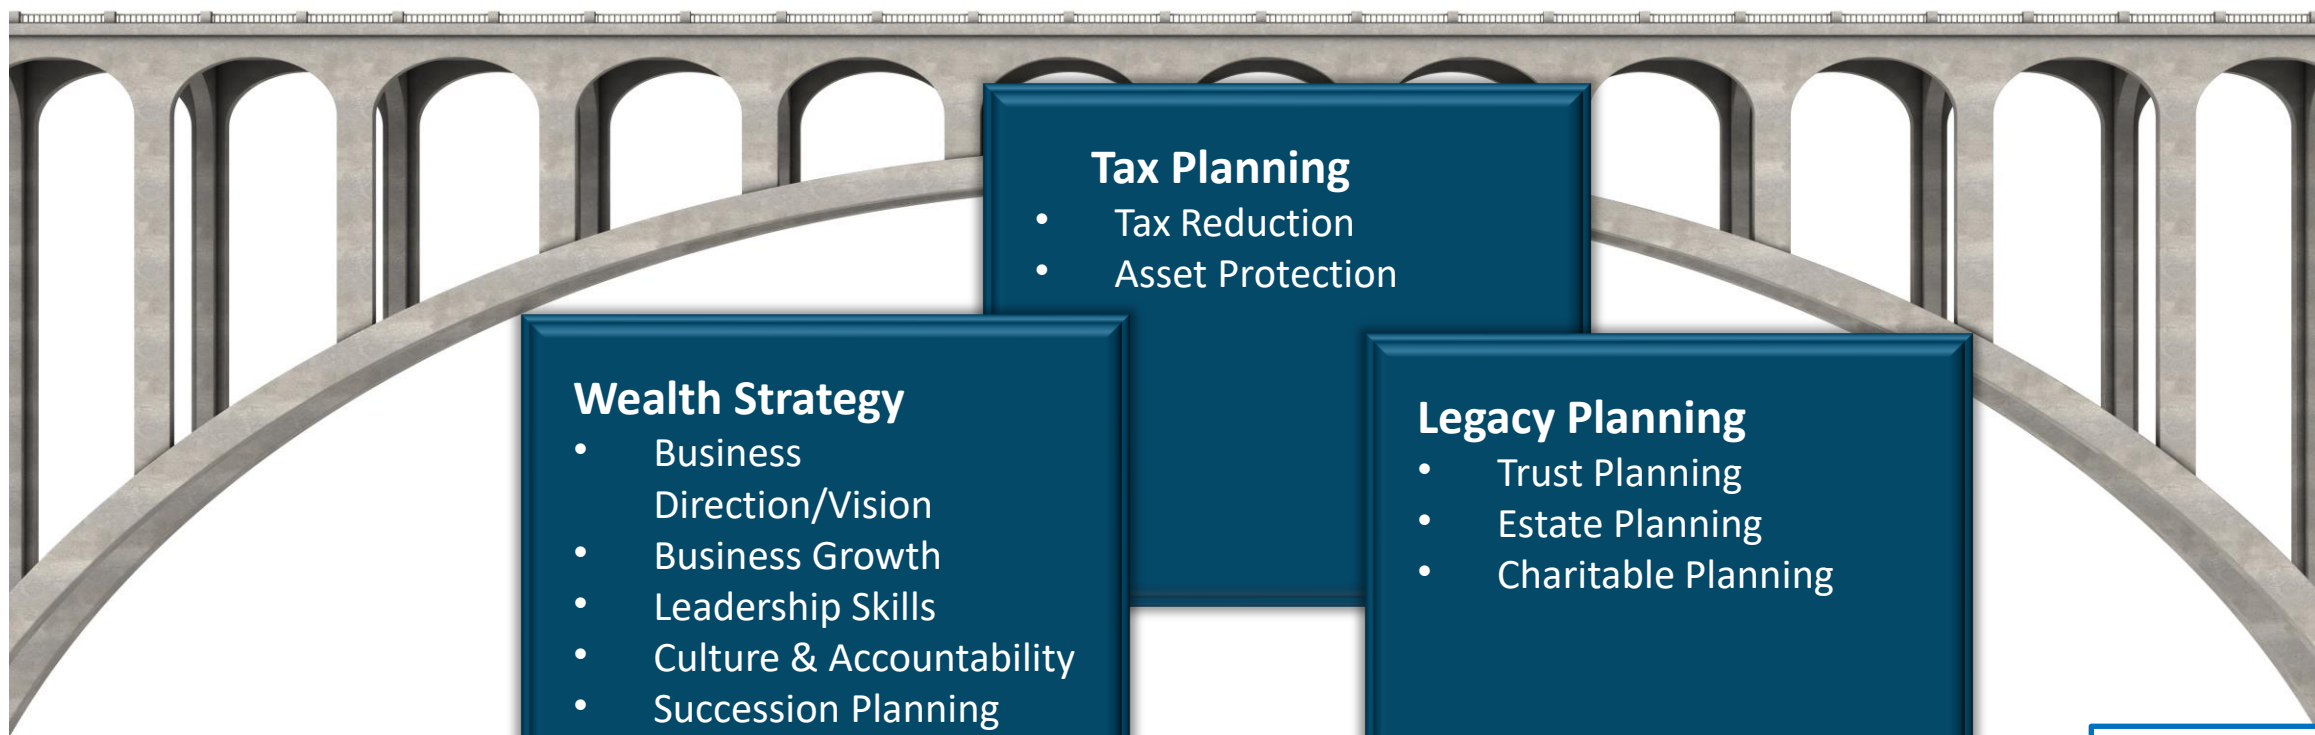 Tax Planning
• Tax Reduction
• Asset Protection
Wealth Strategy
• Business
Direction/Vision
• Business Growth
• Leadership Skills
• Culture & Accountability
• Succession Planning
Legacy Planning
• Trust Planning
• Estate Planning
• Charitable Planning